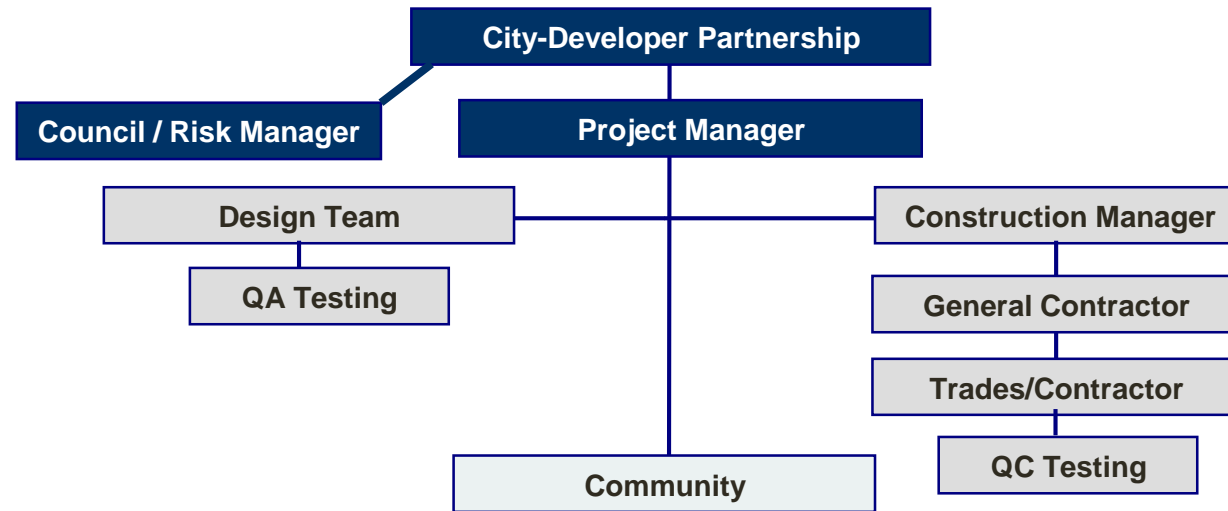 City-Developer Partnership
Council / Risk Manager
Project Manager
Design Team
Construction Manager
QA Testing
General Contractor
Trades/Contractor
QC Testing
Community